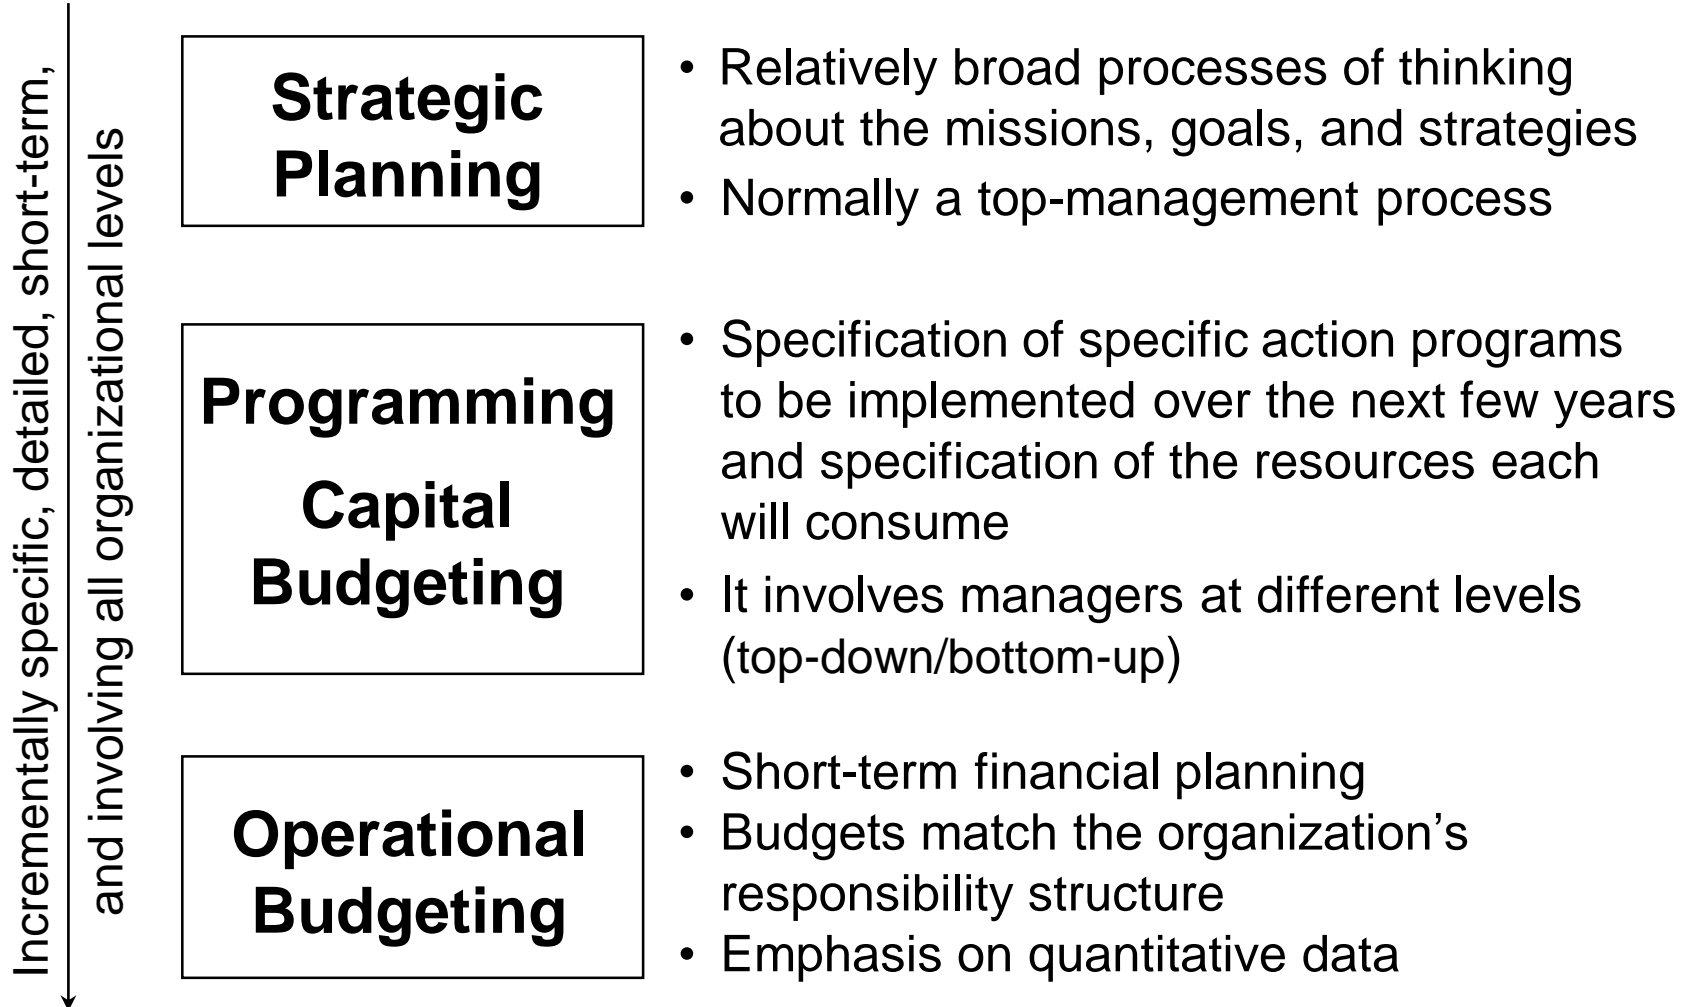 Incrementally specific, detailed, short-term,
and involving all organizational levels
Strategic
Planning
• Relatively broad processes of thinking
about the missions, goals, and strategies
• Normally a top-management process
Programming
Capital
Budgeting
• Specification of specific action programs
to be implemented over the next few years
and specification of the resources each
will consume
• It involves managers at different levels
(top-down/bottom-up)
Operational
Budgeting
• Short-term financial planning
• Budgets match the organization’s
responsibility structure
• Emphasis on quantitative data